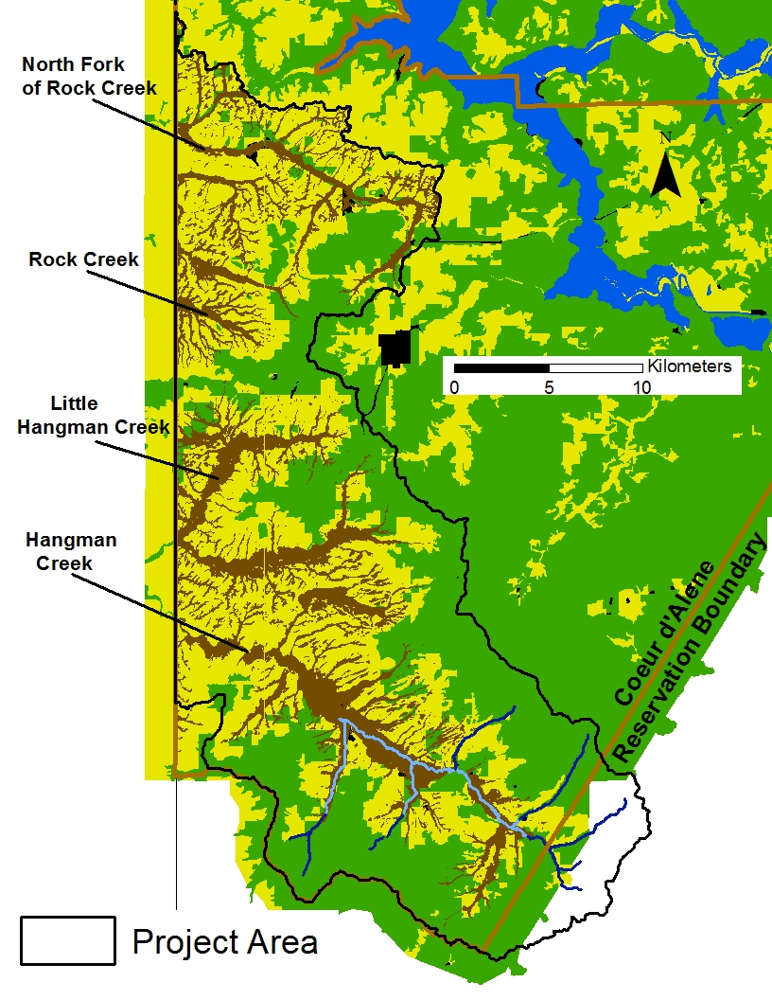 North Fork
of Rock Creek
N
Rock Creek
Kilometers
0 5 10
Little
Hangman Creek
Hangman
Creek
Coeur d'Alene
Reservation Boundary
Project Area